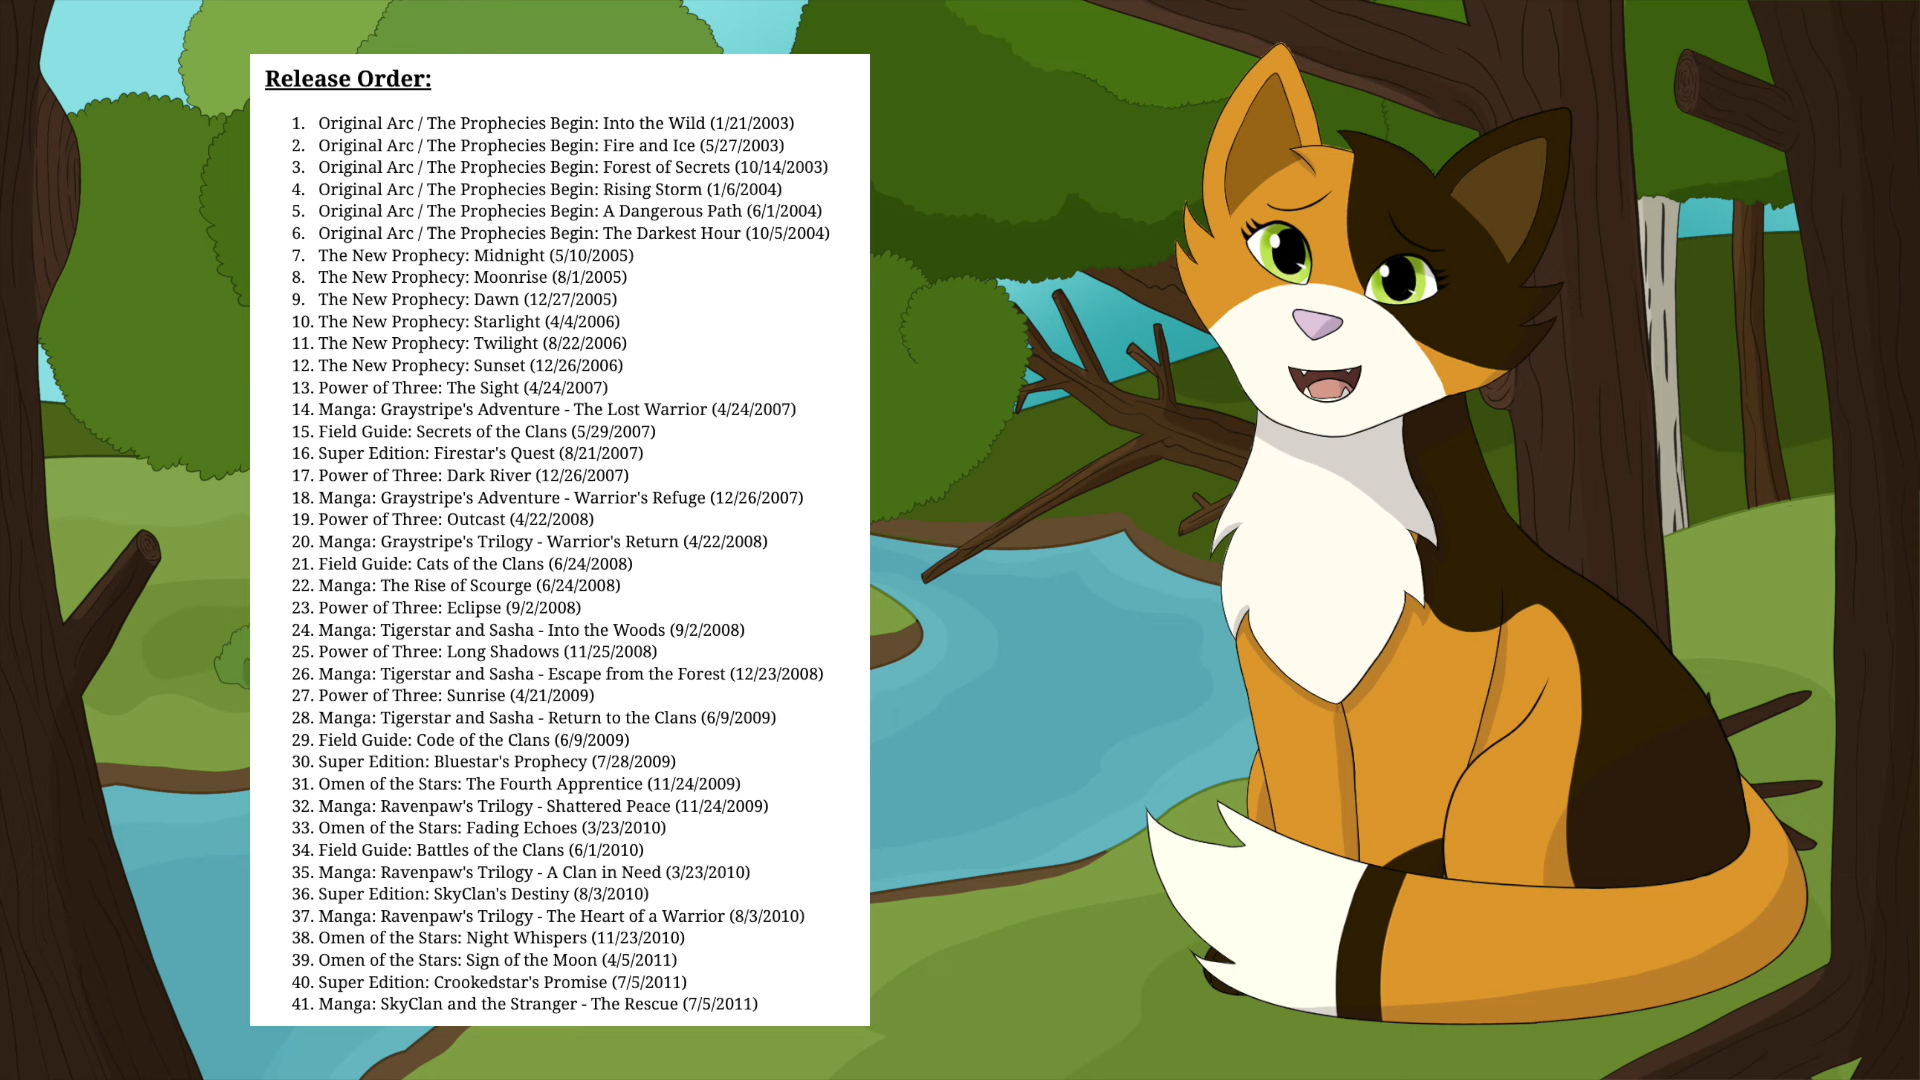 Release Order:
1. Original Arc / The Prophecies Begin: Into the Wild (1/21/2003)
2. Original Arc / The Prophecies Begin: Fire and Ice (5/27/2003)
3. Original Arc / The Prophecies Begin: Forest of Secrets (10/14/2003)
4. Original Arc / The Prophecies Begin: Rising Storm (1/6/2004)
5. Original Arc / The Prophecies Begin: A Dangerous Path (6/1/2004)
6. Original Arc / The Prophecies Begin: The Darkest Hour (10/5/2004)
7. The New Prophecy: Midnight (5/10/2005)
8. The New Prophecy: Moonrise (8/1/2005)
9. The New Prophecy: Dawn (12/27/2005)
10. The New Prophecy: Starlight (4/4/2006)
11. The New Prophecy: Twilight (8/22/2006)
12. The New Prophecy: Sunset (12/26/2006)
13. Power of Three: The Sight (4/24/2007)
14. Manga: Graystripe's Adventure - The Lost Warrior (4/24/2007)
15. Field Guide: Secrets of the Clans (5/29/2007)
16. Super Edition: Firestar's Quest (8/21/2007)
17. Power of Three: Dark River (12/26/2007)
18. Manga: Graystripe's Adventure - Warrior's Refuge (12/26/2007)
19. Power of Three: Outcast (4/22/2008)
20. Manga: Graystripe's Trilogy - Warrior's Return (4/22/2008)
21. Field Guide: Cats of the Clans (6/24/2008)
22. Manga: The Rise of Scourge (6/24/2008)
23. Power of Three: Eclipse (9/2/2008)
24. Manga: Tigerstar and Sasha - Into the Woods (9/2/2008)
25. Power of Three: Long Shadows (11/25/2008)
26. Manga: Tigerstar and Sasha - Escape from the Forest (12/23/2008)
27. Power of Three: Sunrise (4/21/2009)
28. Manga: Tigerstar and Sasha - Return to the Clans (6/9/2009)
29. Field Guide: Code of the Clans (6/9/2009)
30. Super Edition: Bluestar's Prophecy (7/28/2009)
31. Omen of the Stars: The Fourth Apprentice (11/24/2009)
32. Manga: Ravenpaw's Trilogy - Shattered Peace (11/24/2009)
33. Omen of the Stars: Fading Echoes (3/23/2010)
34. Field Guide: Battles of the Clans (6/1/2010)
35. Manga: Ravenpaw's Trilogy - A Clan in Need (3/23/2010)
36. Super Edition: SkyClan's Destiny (8/3/2010)
37. Manga: Ravenpaw's Trilogy - The Heart of a Warrior (8/3/2010)
38. Omen of the Stars: Night Whispers (11/23/2010)
39. Omen of the Stars: Sign of the Moon (4/5/2011)
40. Super Edition: Crookedstar's Promise (7/5/2011)
41. Manga: SkyClan and the Stranger - The Rescue (7/5/2011)